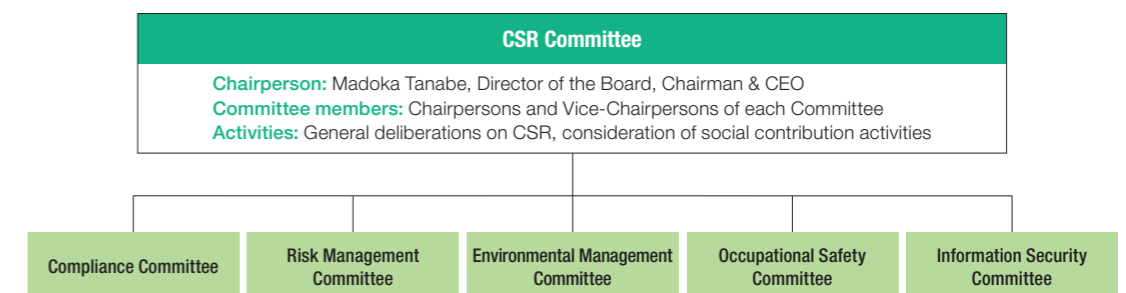 CSR Committee
Chairperson: Madoka Tanabe, Director of the Board, Chairman & CEO
Committee members: Chairpersons and Vice-Chairpersons of each Committee
Activities: General deliberations on CSR, consideration of social contribution activities
Compliance Committee
Risk Management
Committee
Environmental Management
Committee
Occupational Safety
Committee
Information Security
Committee